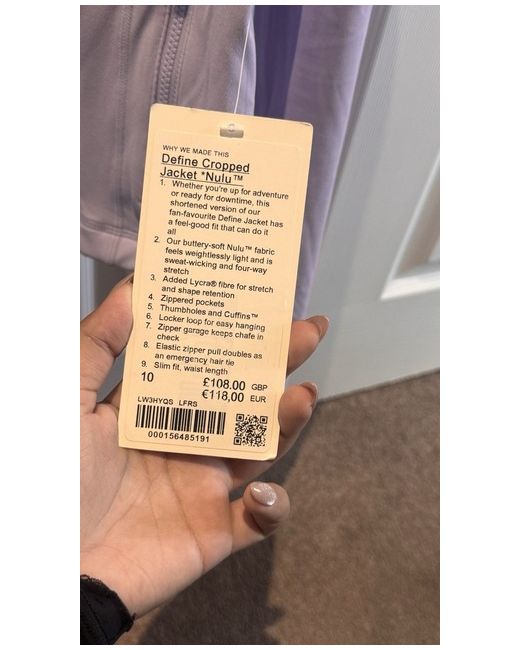 WHY WE MADE THIS
Define Cropped
Jacket *Nulu™
1. Whether you're up for adventure
or ready for downtime, this
shortened version of our
fan-favourite Define Jacket has
a feel-good fit that can do it
all
2. Our buttery-soft Nulu™ fabric
feels weightlessly light and is
sweat-wicking and four-way
stretch
3. Added Lycra® fibre for stretch
and shape retention
4. Zippered pockets
5. Thumbholes and Cuffins™
6. Locker loop for easy hanging
7. Zipper garage keeps chafe in
check
8. Elastic zipper pull doubles as
an emergency hair tie
9. Slim fit, waist length
10 £108.00 GBP
€118,00 EUR
LW3HYQS LFRS
000156485191